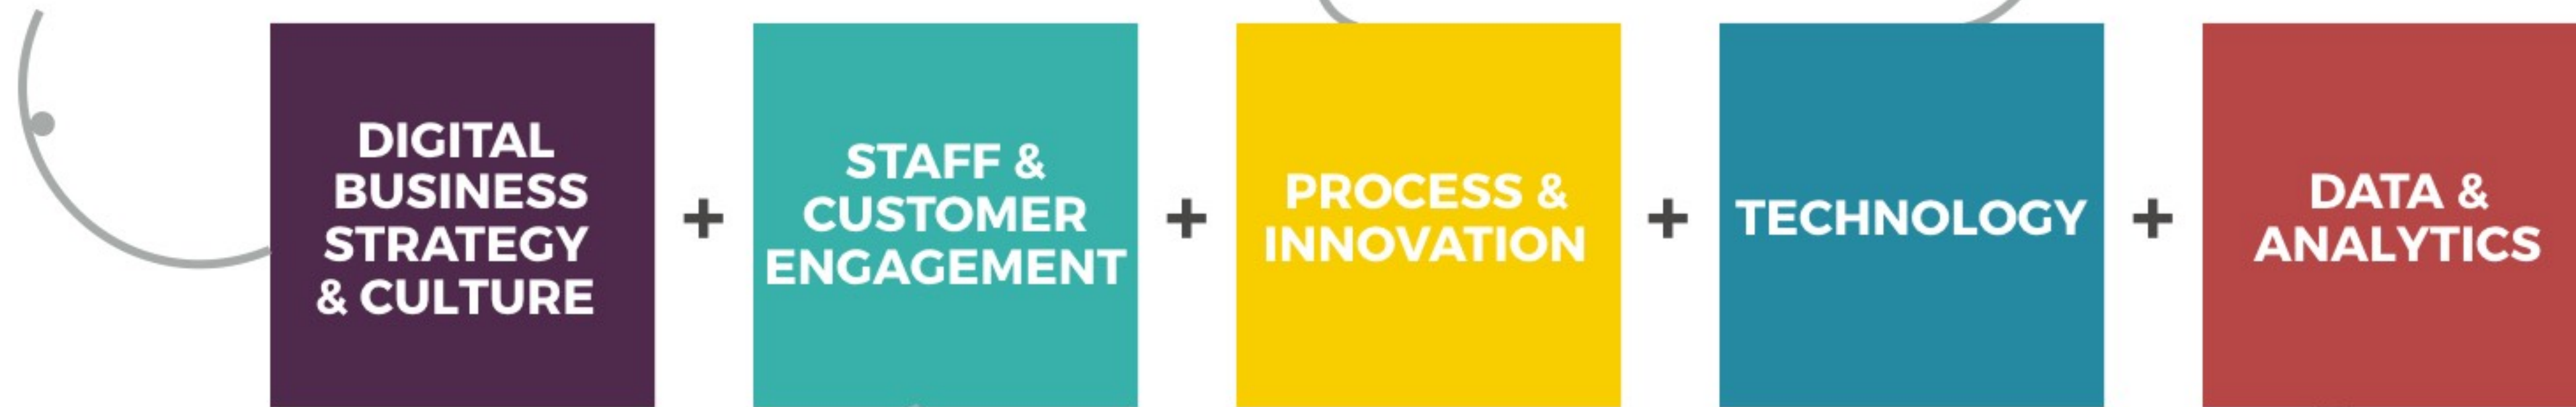 DIGITAL
BUSINESS
STRATEGY
& CULTURE
+
STAFF &
CUSTOMER
ENGAGEMENT
+
PROCESS &
INNOVATION
+
TECHNOLOGY
+
DATA &
ANALYTICS